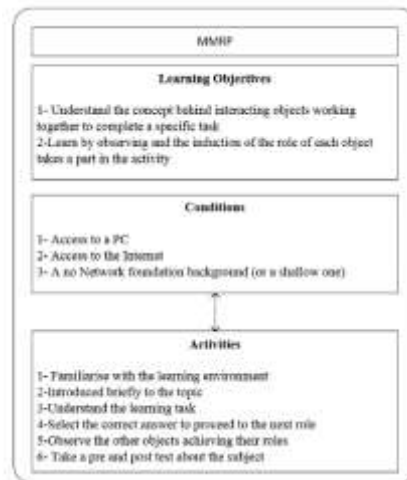 MMRP
Learning Objectives
1- Understand the concept behind interacting objects working
together to complete a specific task
2-Learn by observing and the induction of the role of each object
takes a part in the activity
Conditions
1- Access to a PC
2- Access to the Internet
3- A no Network foundation background (or a shallow one)
Activities
1- Familiarise with the learning environment
2-Introduced briefly to the topic
3-Understand the learning task
4-Select the correct answer to proceed to the next role
5-Observe the other objects achieving their roles
6- Take a pre and post test about the subject